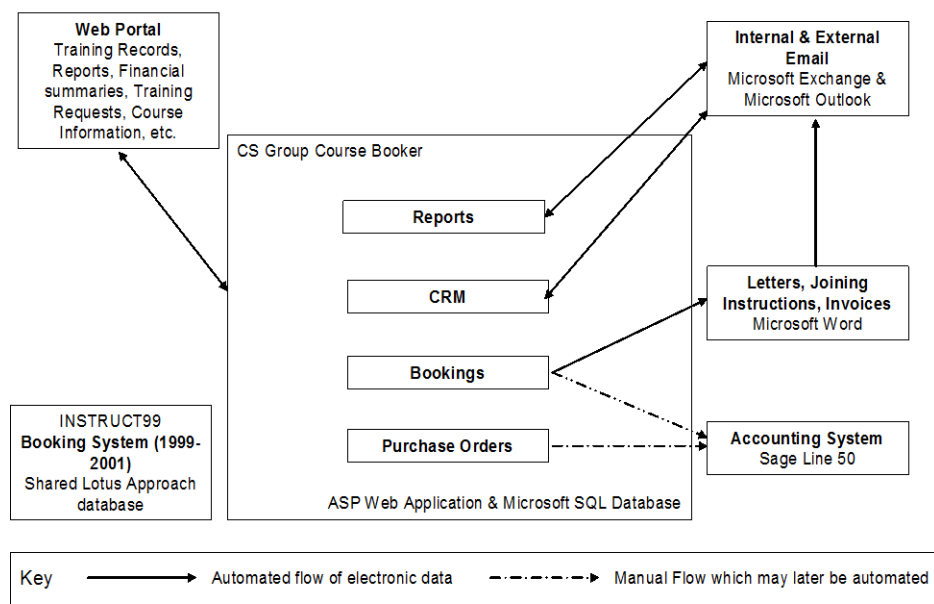 Web Portal
Training Records,
Reports, Financial
summaries, Training
Requests, Course
Information, etc.
Internal & External
Email
Microsoft Exchange &
Microsoft Outlook
CS Group Course Booker
Reports
CRM
Bookings
Purchase Orders
ASP Web Application & Microsoft SQL Database
Letters, Joining
Instructions, Invoices
Microsoft Word
INSTRUCT99
Booking System (1999-
2001)
Shared Lotus Approach
database
Accounting System
Sage Line 50
Key
Automated flow of electronic data
Manual Flow which may later be automated